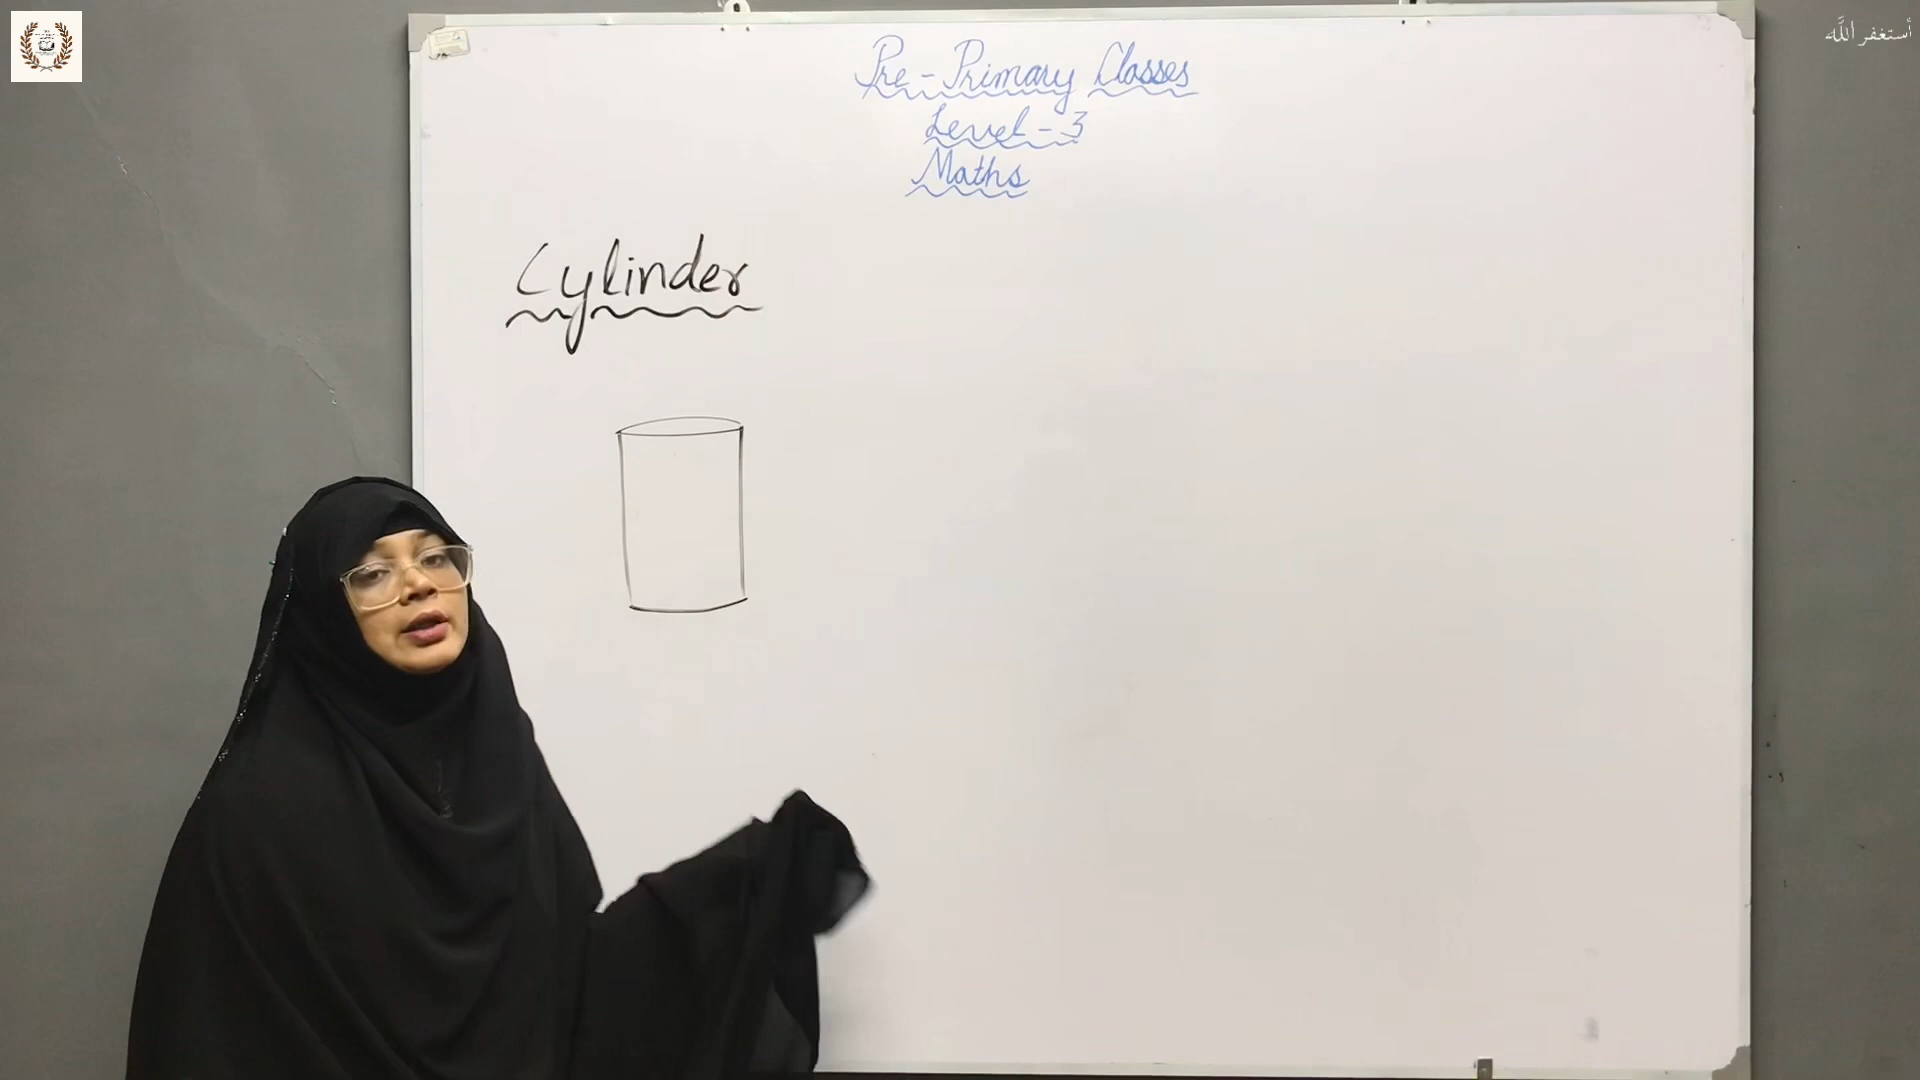 أستغفر الله
Pre-Primary Classes
Level-3
Maths
Cylinder